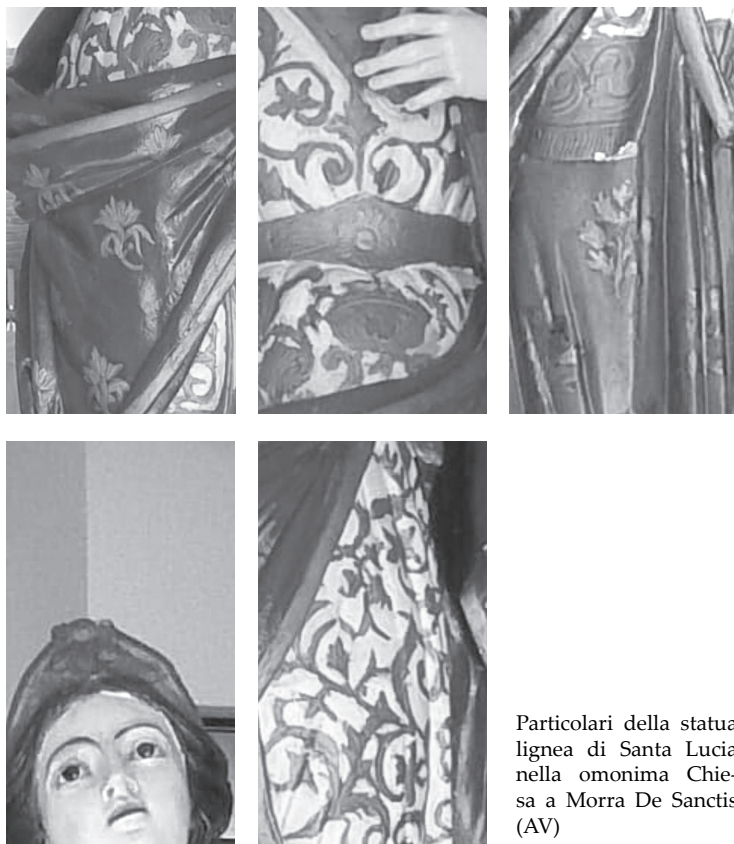 Particolari della statua
lignea di Santa Lucia
nella omonima Chie-
sa a Morra De Sanctis
(AV)